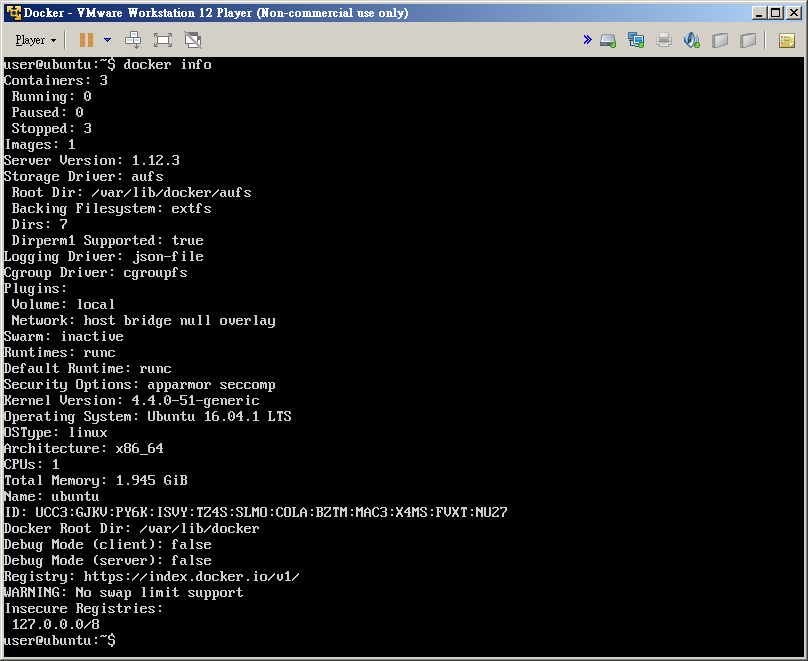 Docker - VMware Workstation 12 Player (Non-commercial use only)
Player
user@ubuntu:~$ docker info
Containers: 3
 Running: 0
 Paused: 0
 Stopped: 3
Images: 1
Server Version: 1.12.3
Storage Driver: aufs
 Root Dir: /var/lib/docker/aufs
 Backing Filesystem: extfs
 Dirs: 7
 Dirperm1 Supported: true
Logging Driver: json-file
Cgroup Driver: cgroupfs
Plugins:
 Volume: local
 Network: host bridge null overlay
Swarm: inactive
Runtimes: runc
Default Runtime: runc
Security Options: apparmor seccomp
Kernel Version: 4.4.0-51-generic
Operating System: Ubuntu 16.04.1 LTS
OSType: linux
Architecture: x86_64
CPUs: 1
Total Memory: 1.945 GiB
Name: ubuntu
ID: UCC3:GJKV:PY6K:ISVY:TZ4S:SLMO:COLA:BZTM:MAC3:X4MS:FVXT:NU27
Docker Root Dir: /var/lib/docker
Debug Mode (client): false
Debug Mode (server): false
Registry: https://index.docker.io/v1/
WARNING: No swap limit support
Insecure Registries:
 127.0.0.0/8
user@ubuntu:~$